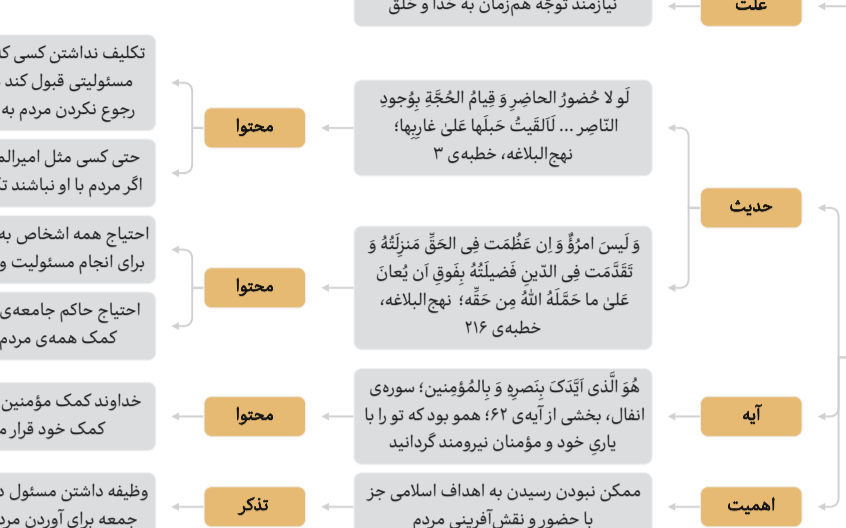 علت
نیازمند توجّه هم‌زمان به خدا و خلق
حدیث
لَو لا حُضورُ الحاضِرِ وَ قیامُ الحُجَّةِ بِوُجودِ
النّاصِر ... لَاَلقَیتُ حَبلَها عَلیٰ غارِبِها؛
نهج‌البلاغه، خطبه‌ی ۳
محتوا
تکلیف نداشتن کسی که
مسئولیتی قبول کند
رجوع نکردن مردم به
حتی کسی مثل
اگر مردم با او نباشند
وَ لَیسَ امرُؤٌ وَ اِن عَظُمَت فِی الحَقِّ مَنزِلَتُهُ وَ
تَقَدَّمَت فِی الدّینِ فَضیلَتُهُ بِفَوقِ اَن یُعانَ
عَلیٰ ما حَمَّلَهُ اللهُ مِن حَقِّه؛ نهج‌البلاغه،
خطبه‌ی ۲۱۶
محتوا
احتیاج همه اشخاص به
برای انجام مسئولیت و
احتیاج حاکم جامعه‌ی
کمک همه‌ی مردم
آیه
هُوَ الَّذی اَیَّدَکَ بِنَصرِهِ وَ بِالمُؤمِنین؛ سوره‌ی
انفال، بخشی از آیه‌ی ۶۲؛ همو بود که تو را با
یاریِ خود و مؤمنان نیرومند گردانید
محتوا
خداوند کمک مؤمنین
کمک خود قرار
اهمیت
ممکن نبودن رسیدن به اهداف اسلامی جز
با حضور و نقش‌آفرینی مردم
تذکر
وظیفه داشتن مسئول
جمعه برای آوردن